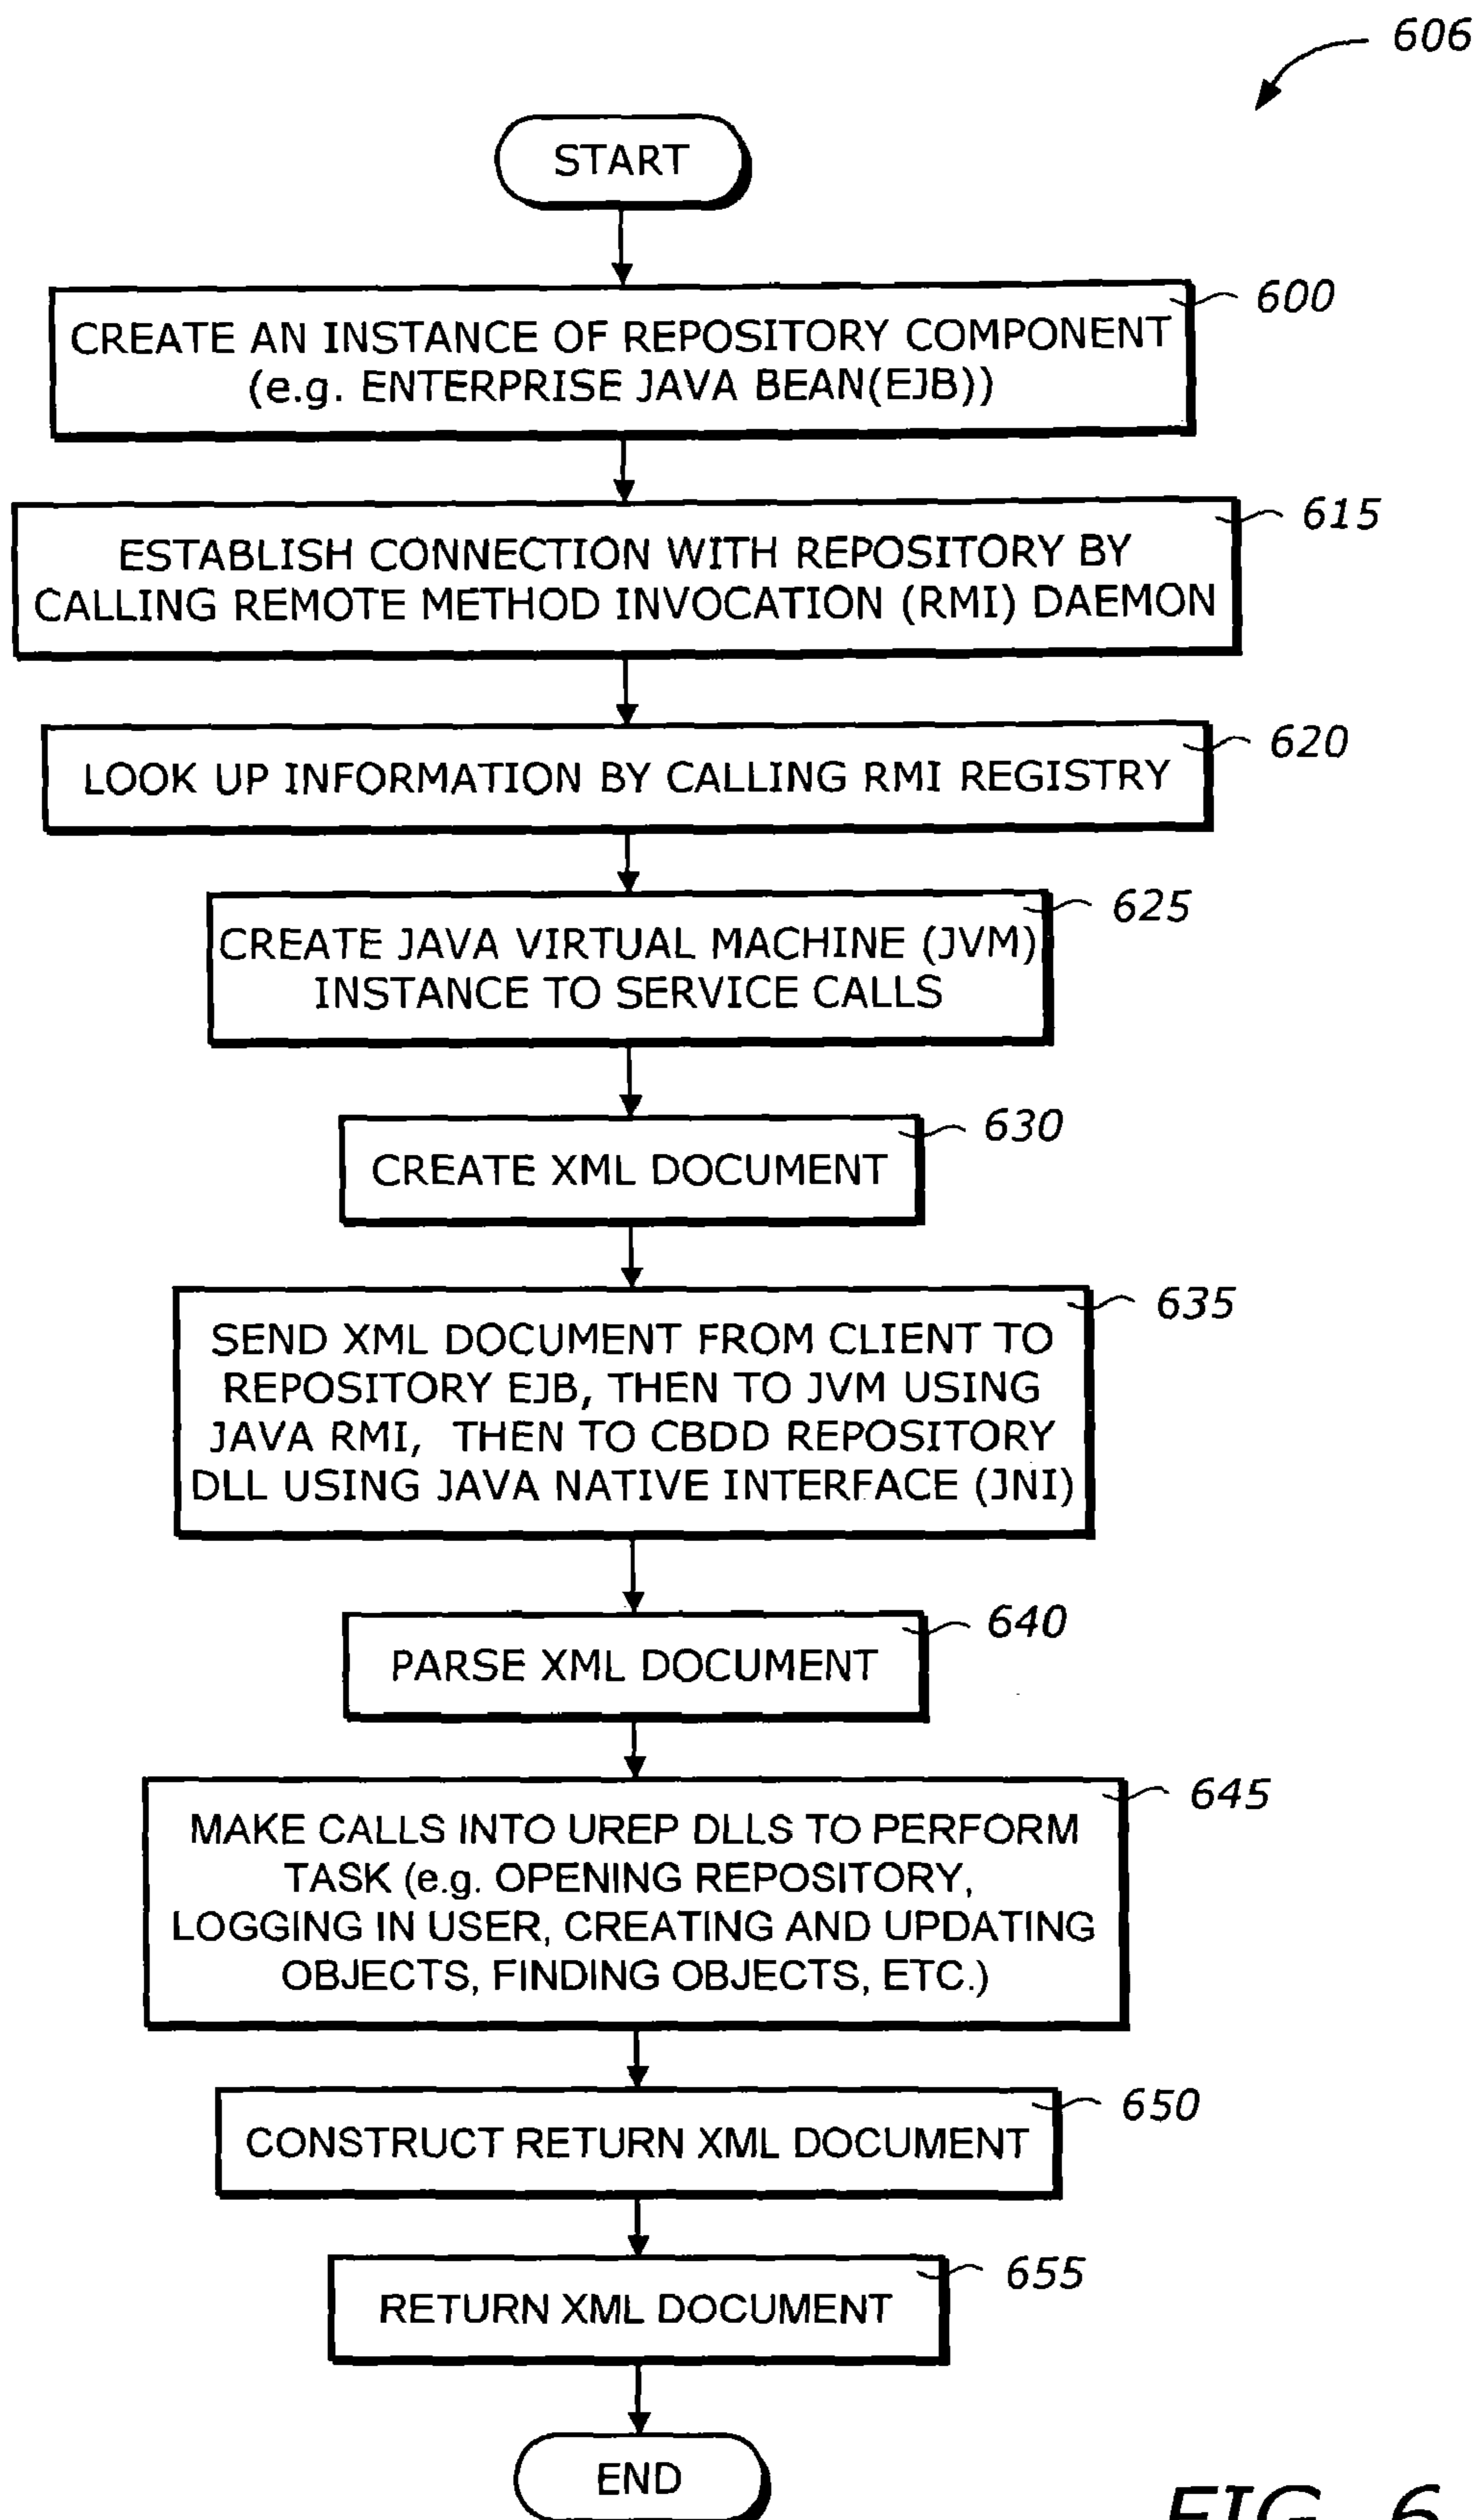 606
START
600
CREATE AN INSTANCE OF REPOSITORY COMPONENT
(e.g. ENTERPRISE JAVA BEAN(EJB))
615
ESTABLISH CONNECTION WITH REPOSITORY BY
CALLING REMOTE METHOD INVOCATION (RMI) DAEMON
620
LOOK UP INFORMATION BY CALLING RMI REGISTRY
625
CREATE JAVA VIRTUAL MACHINE (JVM)
INSTANCE TO SERVICE CALLS
630
CREATE XML DOCUMENT
635
SEND XML DOCUMENT FROM CLIENT TO
REPOSITORY EJB, THEN TO JVM USING
JAVA RMI, THEN TO CBDD REPOSITORY
DLL USING JAVA NATIVE INTERFACE (JNI)
640
PARSE XML DOCUMENT
645
MAKE CALLS INTO UREP DLLS TO PERFORM
TASK (e.g. OPENING REPOSITORY,
LOGGING IN USER, CREATING AND UPDATING
OBJECTS, FINDING OBJECTS, ETC.)
650
CONSTRUCT RETURN XML DOCUMENT
655
RETURN XML DOCUMENT
END
FIG. 6